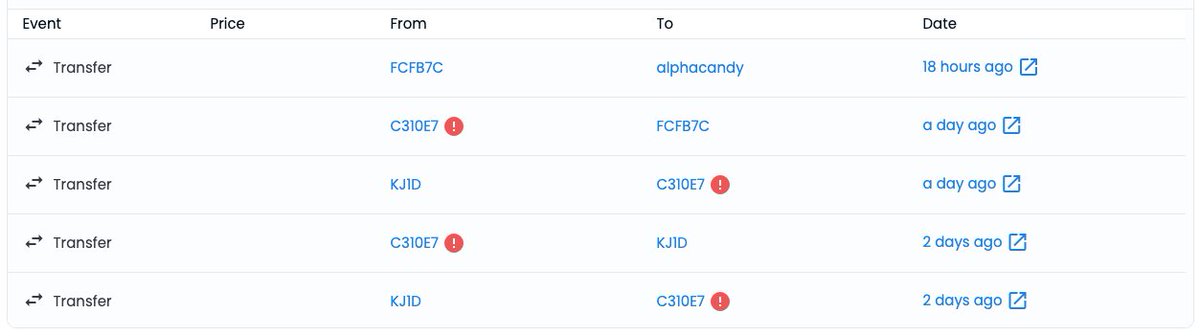 Event Price From To Date
Transfer FCFB7C alphacandy 18 hours ago
Transfer C310E7 FCFB7C a day ago
Transfer KJ1D C310E7 a day ago
Transfer C310E7 KJ1D 2 days ago
Transfer KJ1D C310E7 2 days ago